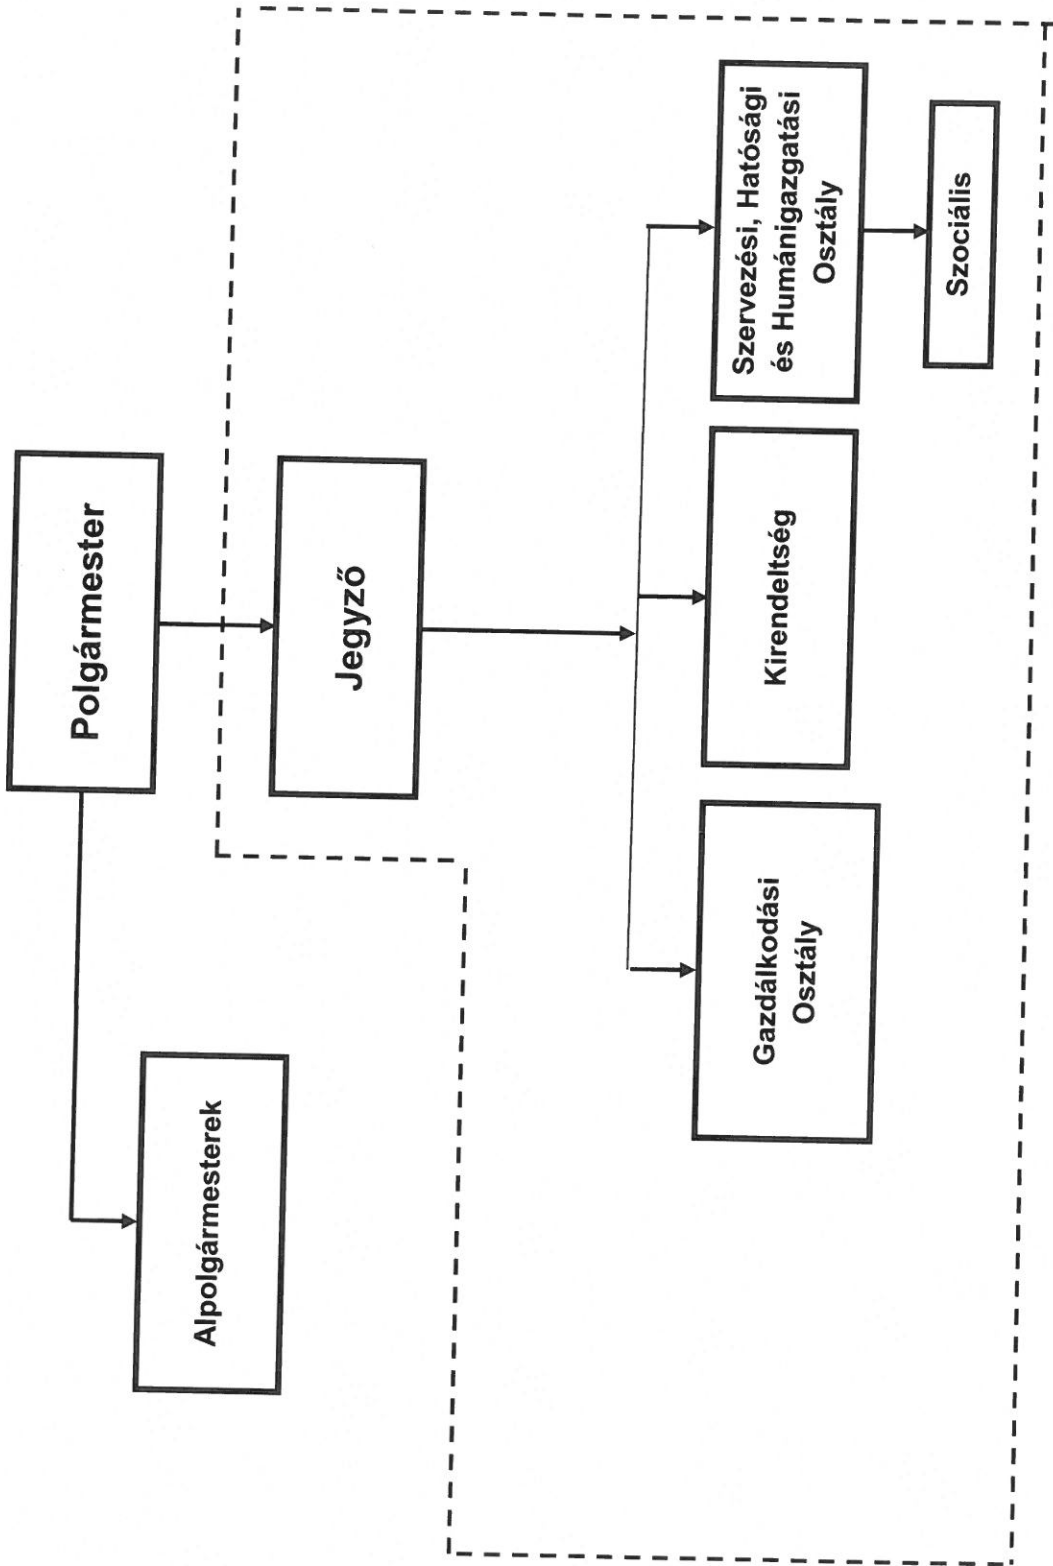 Polgármester
Alpolgármesterek
Jegyző
Gazdálkodási
Osztály
Kirendeltség
Szervezési, Hatósági
és Humánigazgatási
Osztály
Szociális